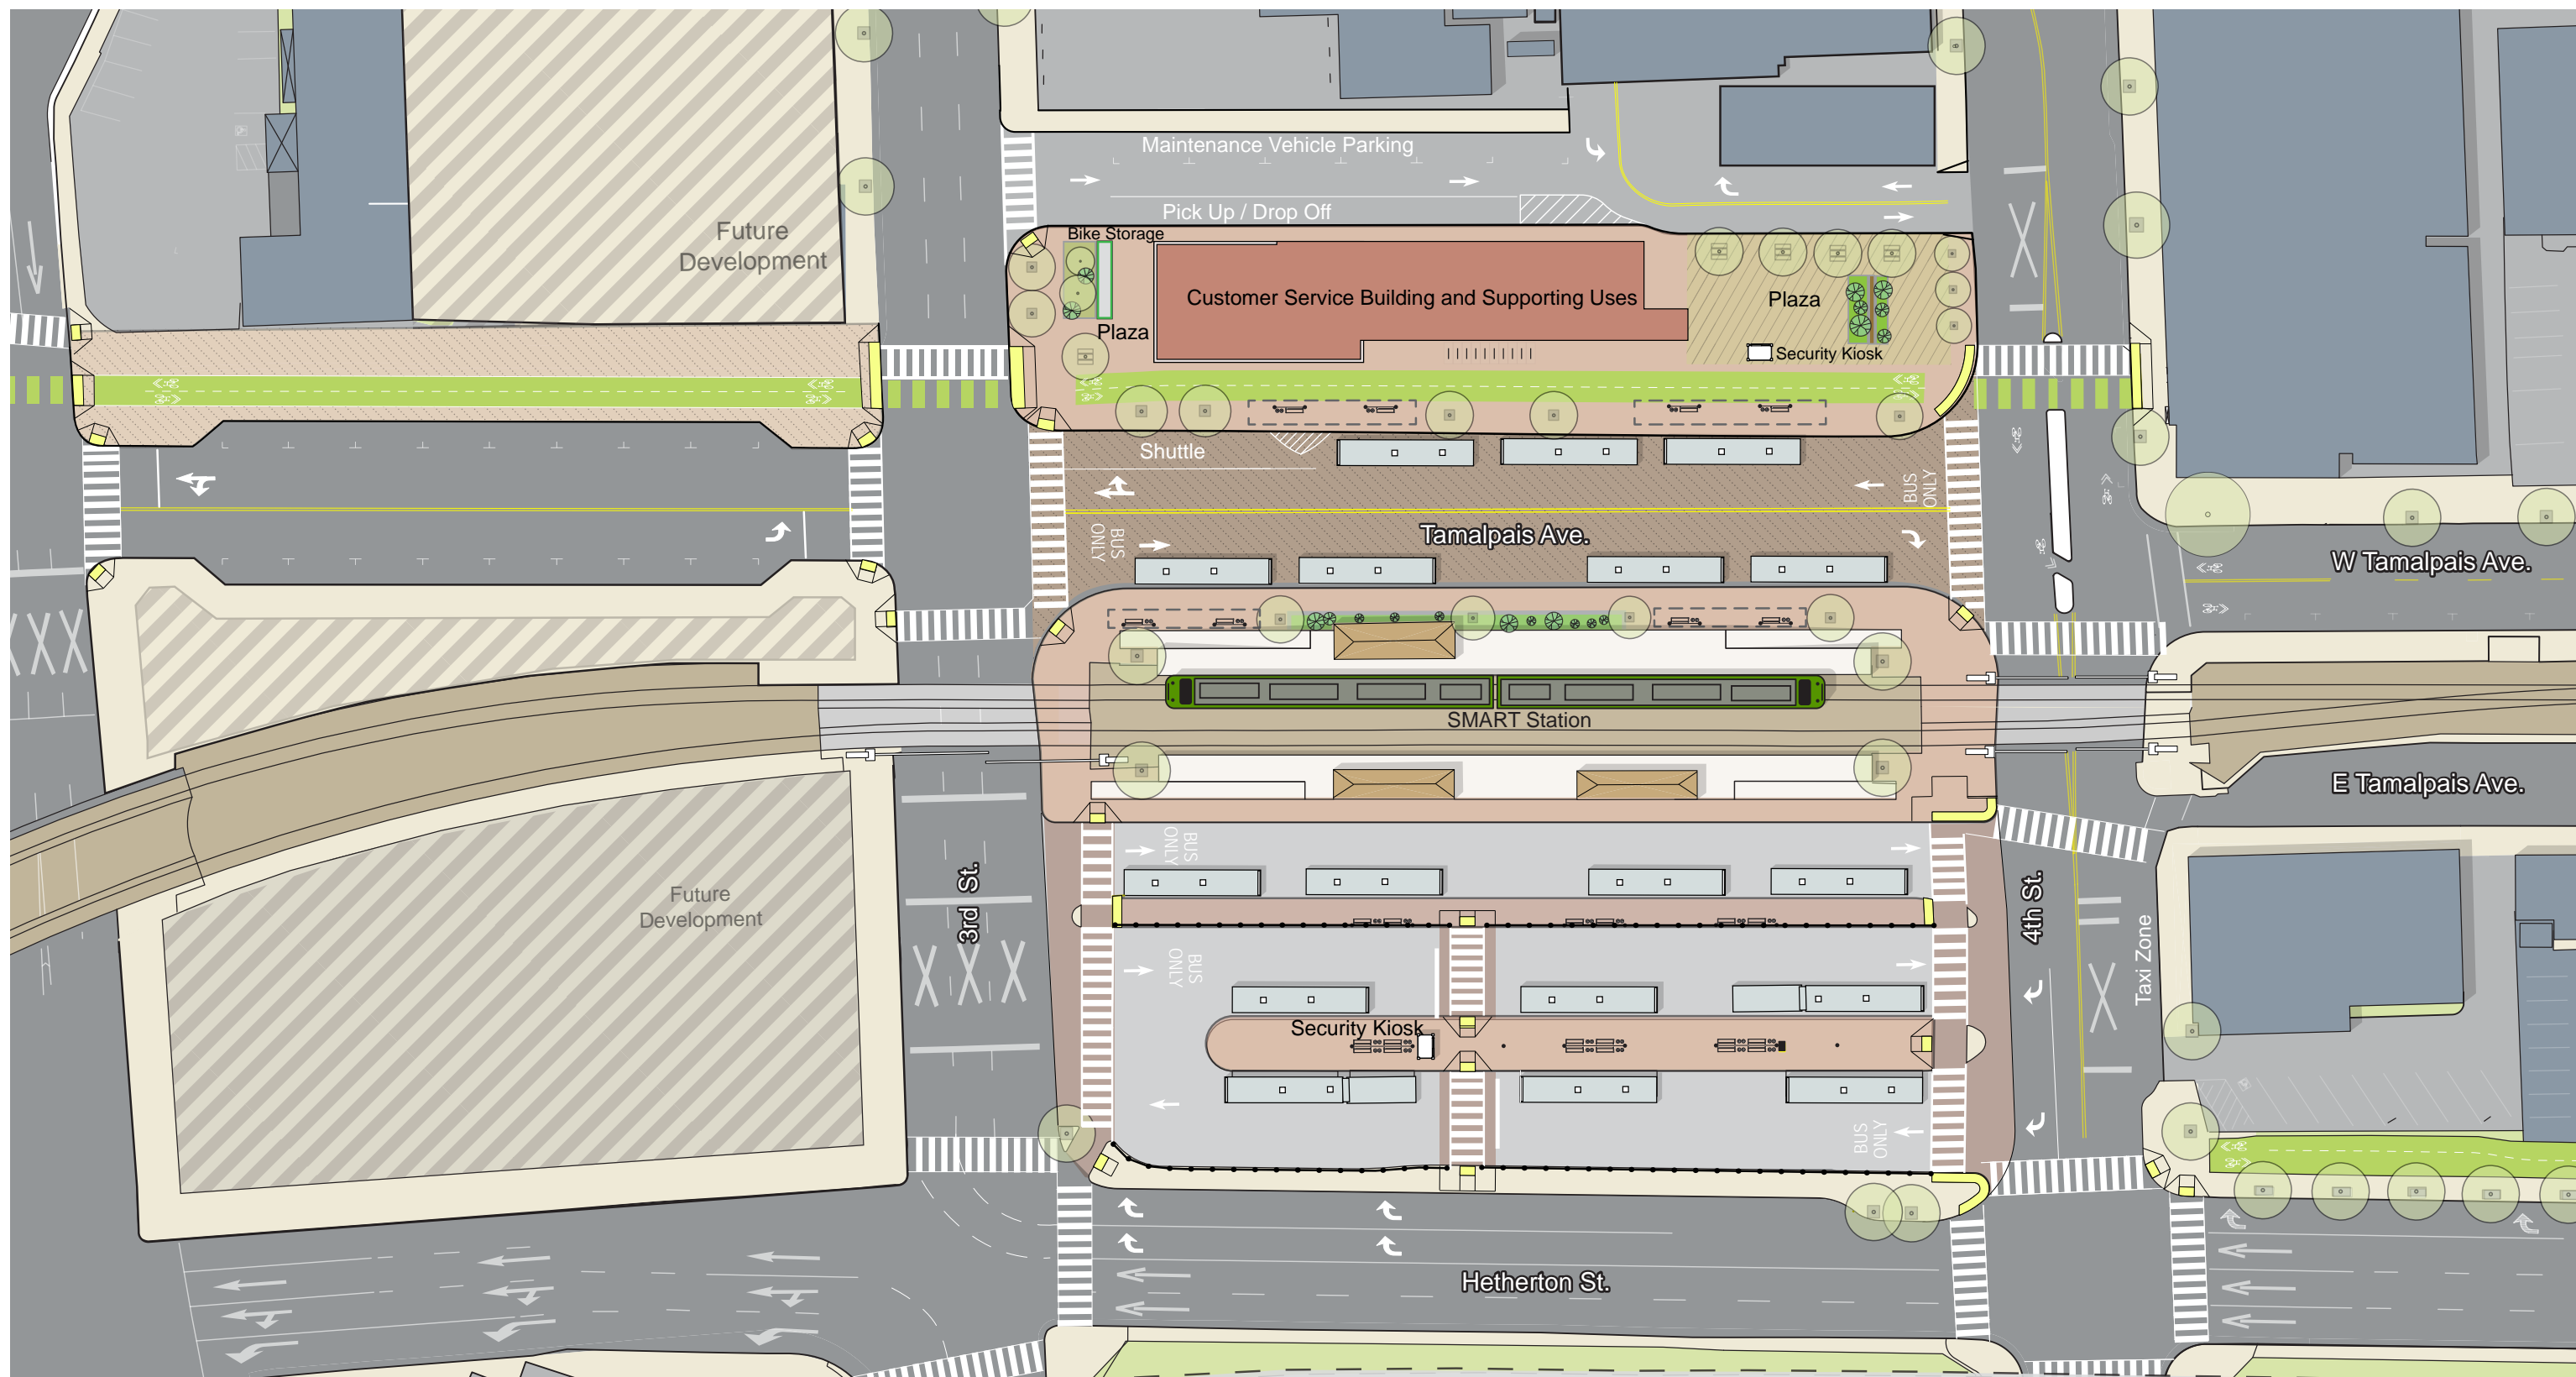 Maintenance Vehicle Parking
Pick Up / Drop Off
Future
Development
Bike Storage
Customer Service Building and Supporting Uses
Plaza
Plaza
Security Kiosk
Shuttle
BUS
ONLY
BUS
ONLY
Tamalpais Ave.
W Tamalpais Ave.
SMART Station
E Tamalpais Ave.
BUS
ONLY
Future
Development
3rd St.
4th St.
Taxi Zone
BUS
ONLY
Security Kiosk
BUS
ONLY
Hetherton St.